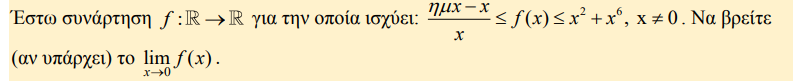 Έστω συνάρτηση f : ℝ → ℝ για την οποία ισχύει: (ημx − x)/x ≤ f(x) ≤ x² + x⁶, x ≠ 0. Να βρείτε
(αν υπάρχει) το lim_{x→0} f(x).